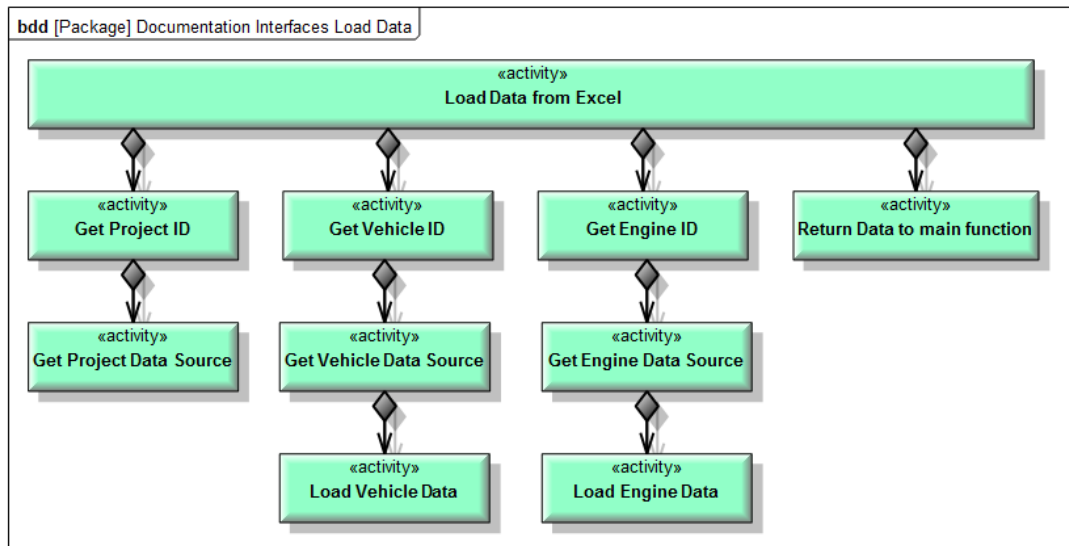 bdd [Package] Documentation Interfaces Load Data
«activity»
Load Data from Excel
«activity»
Get Project ID
«activity»
Get Vehicle ID
«activity»
Get Engine ID
«activity»
Return Data to main function
«activity»
Get Project Data Source
«activity»
Get Vehicle Data Source
«activity»
Get Engine Data Source
«activity»
Load Vehicle Data
«activity»
Load Engine Data